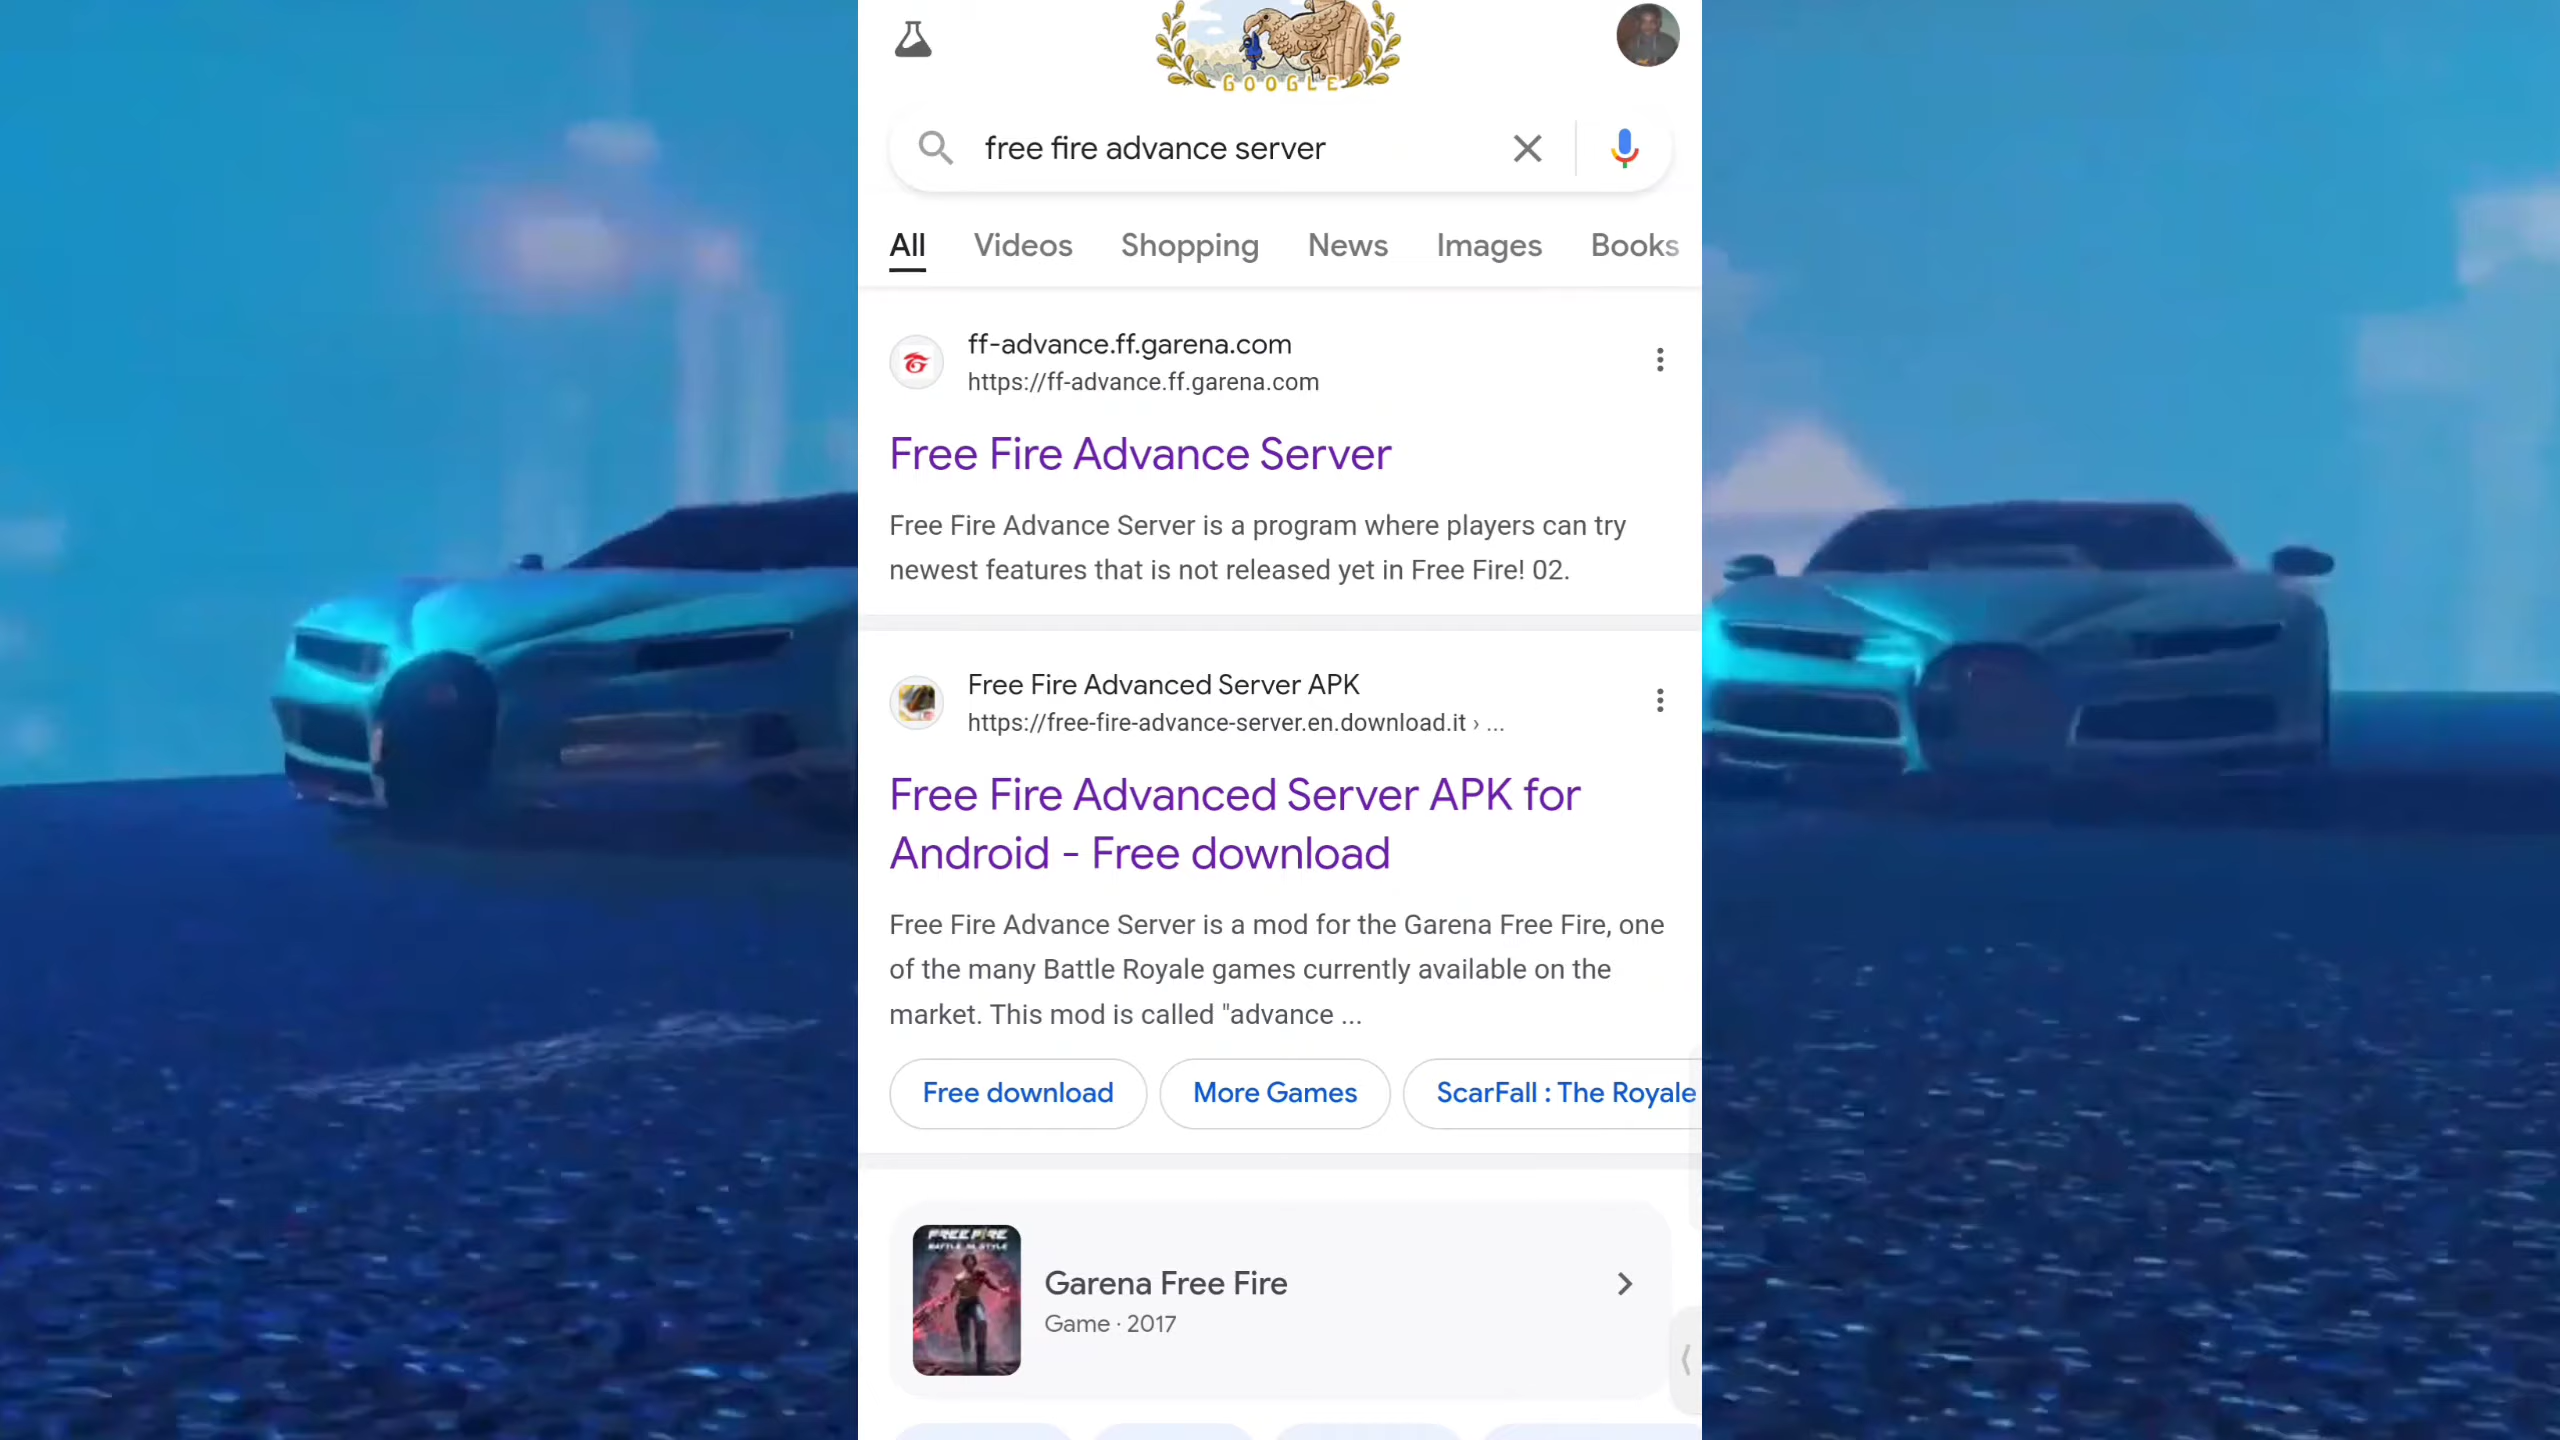 GOOGLE
free fire advance server
All Videos Shopping News Images Books
ff-advance.ff.garena.com
https://ff-advance.ff.garena.com
Free Fire Advance Server
Free Fire Advance Server is a program where players can try
newest features that is not released yet in Free Fire! 02.
Free Fire Advanced Server APK
https://free-fire-advance-server.en.download.it › ...
Free Fire Advanced Server APK for
Android - Free download
Free Fire Advance Server is a mod for the Garena Free Fire, one
of the many Battle Royale games currently available on the
market. This mod is called "advance ...
Free download More Games ScarFall : The Royale
FREE FIRE
BATTLE IN STYLE
Garena Free Fire
Game · 2017